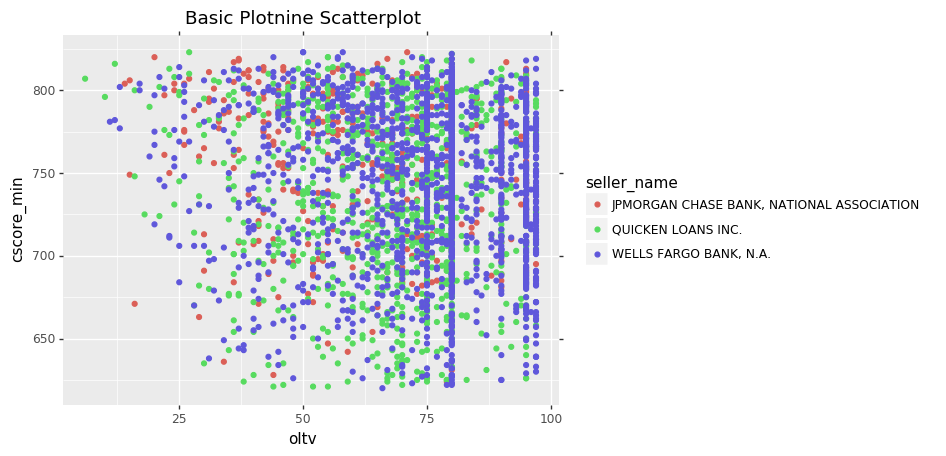 Basic Plotnine Scatterplot
800
750
700
650
25
50
75
100
cscore_min
oltv
seller_name
JPMORGAN CHASE BANK, NATIONAL ASSOCIATION
QUICKEN LOANS INC.
WELLS FARGO BANK, N.A.